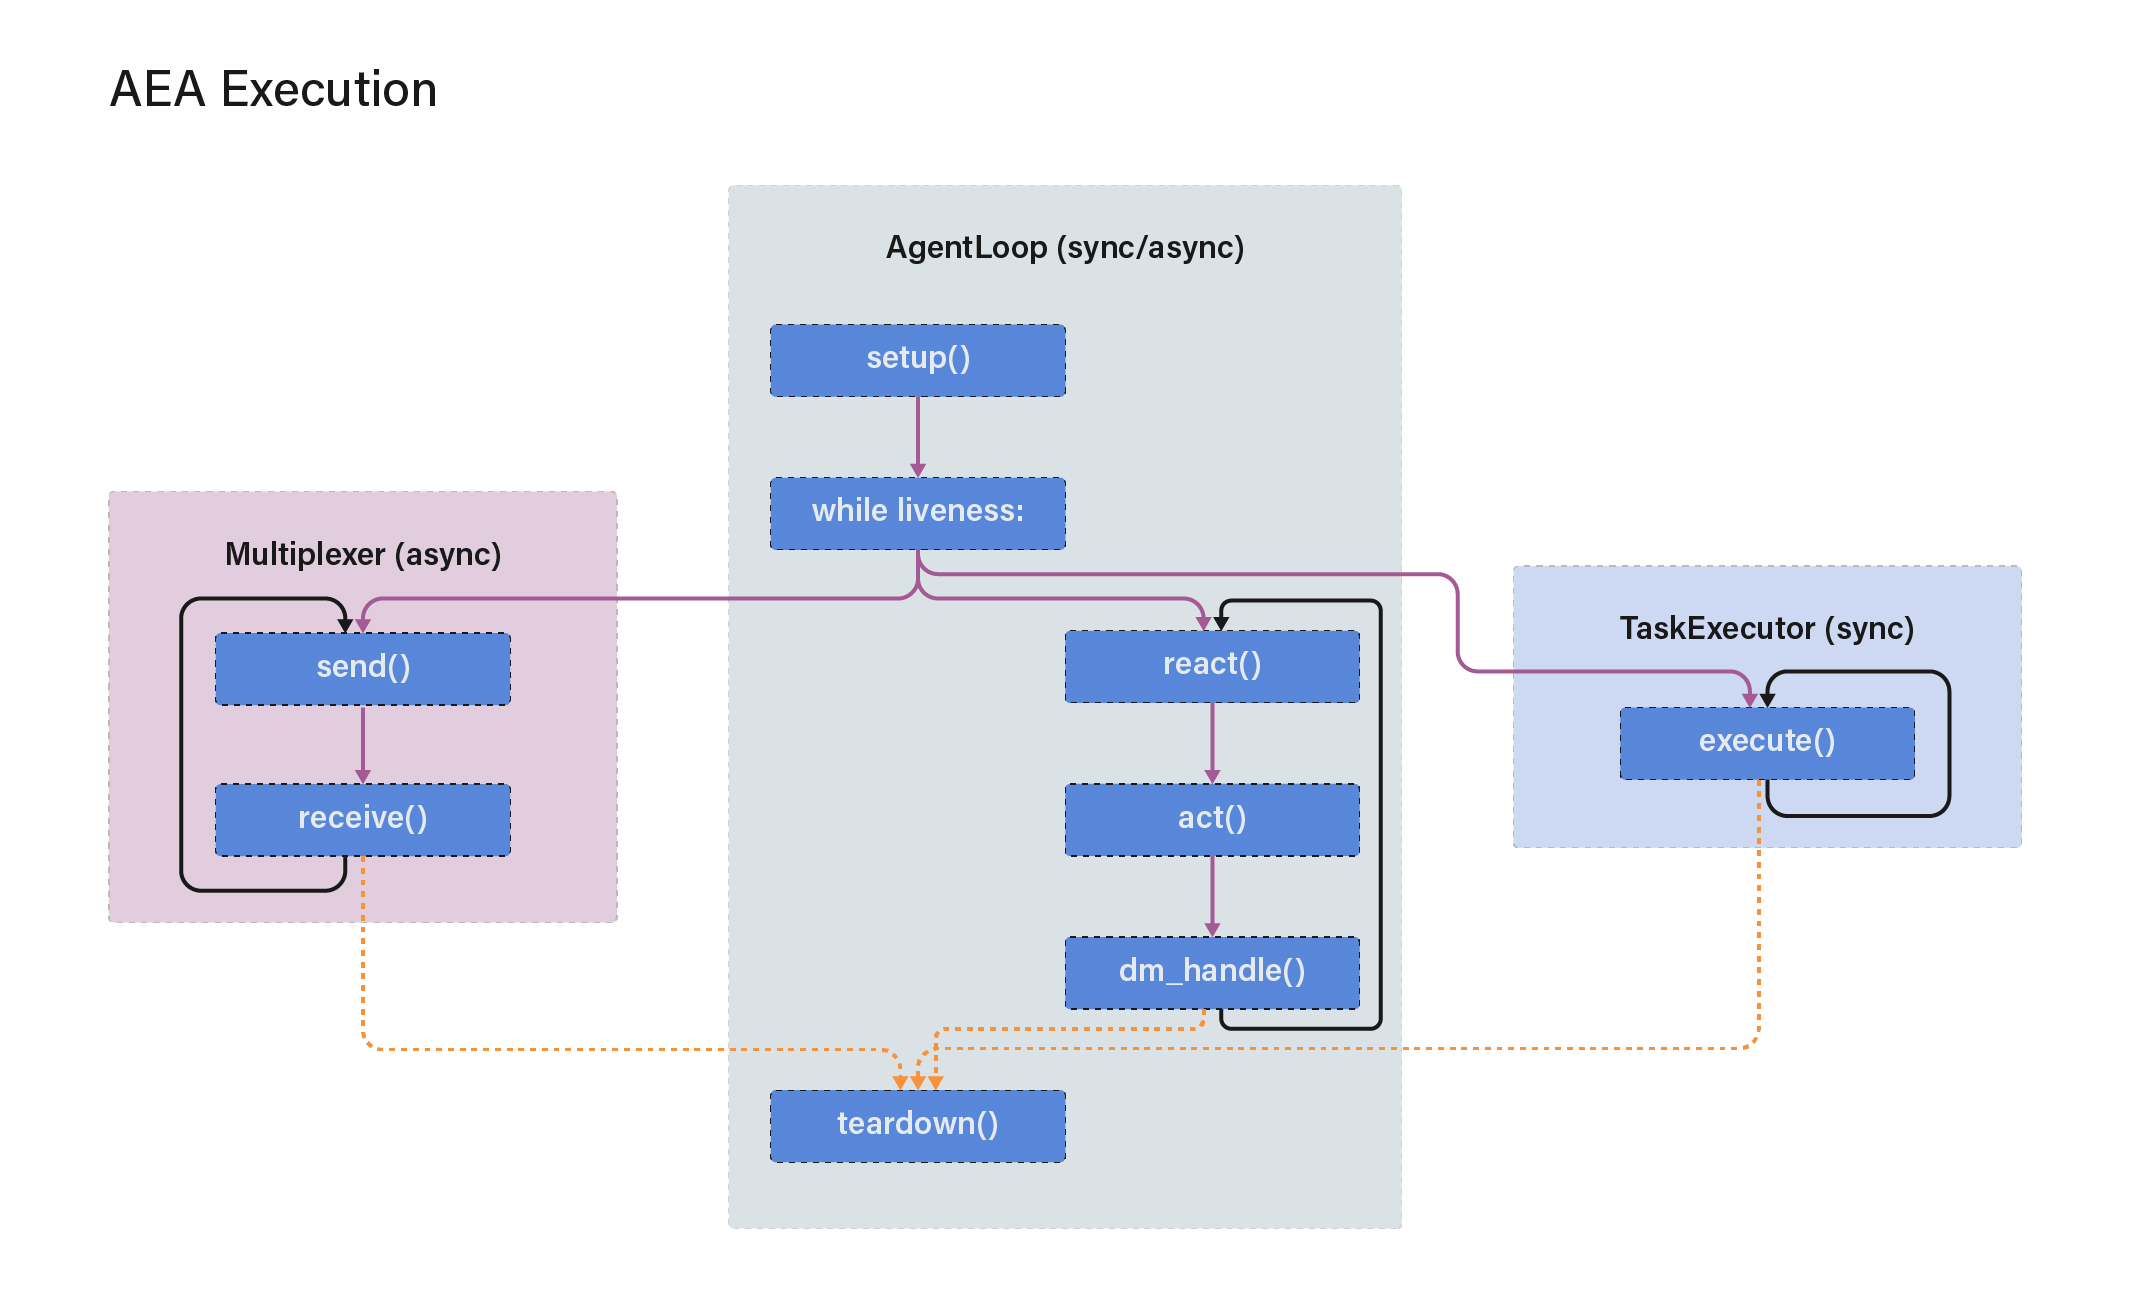 AEA Execution
AgentLoop (sync/async)
setup()
while liveness:
Multiplexer (async)
send()
receive()
react()
act()
dm_handle()
TaskExecutor (sync)
execute()
teardown()